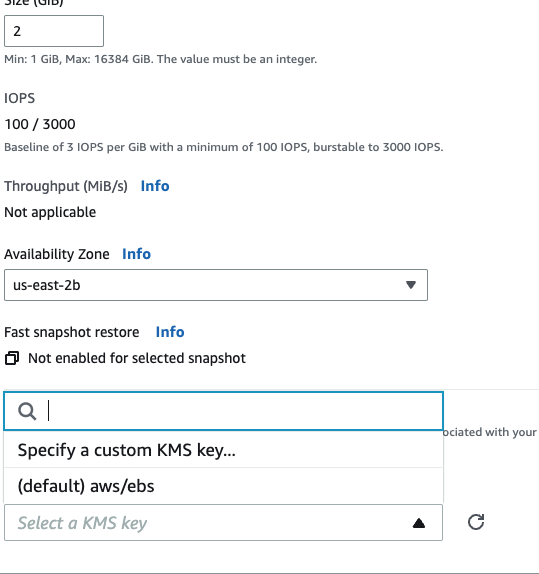 Size (GiB)
2
Min: 1 GiB, Max: 16384 GiB. The value must be an integer.
IOPS
100 / 3000
Baseline of 3 IOPS per GiB with a minimum of 100 IOPS, burstable to 3000 IOPS.
Throughput (MiB/s) Info
Not applicable
Availability Zone Info
us-east-2b
Fast snapshot restore Info
Not enabled for selected snapshot
ociated with your
Specify a custom KMS key...
(default) aws/ebs
Select a KMS key